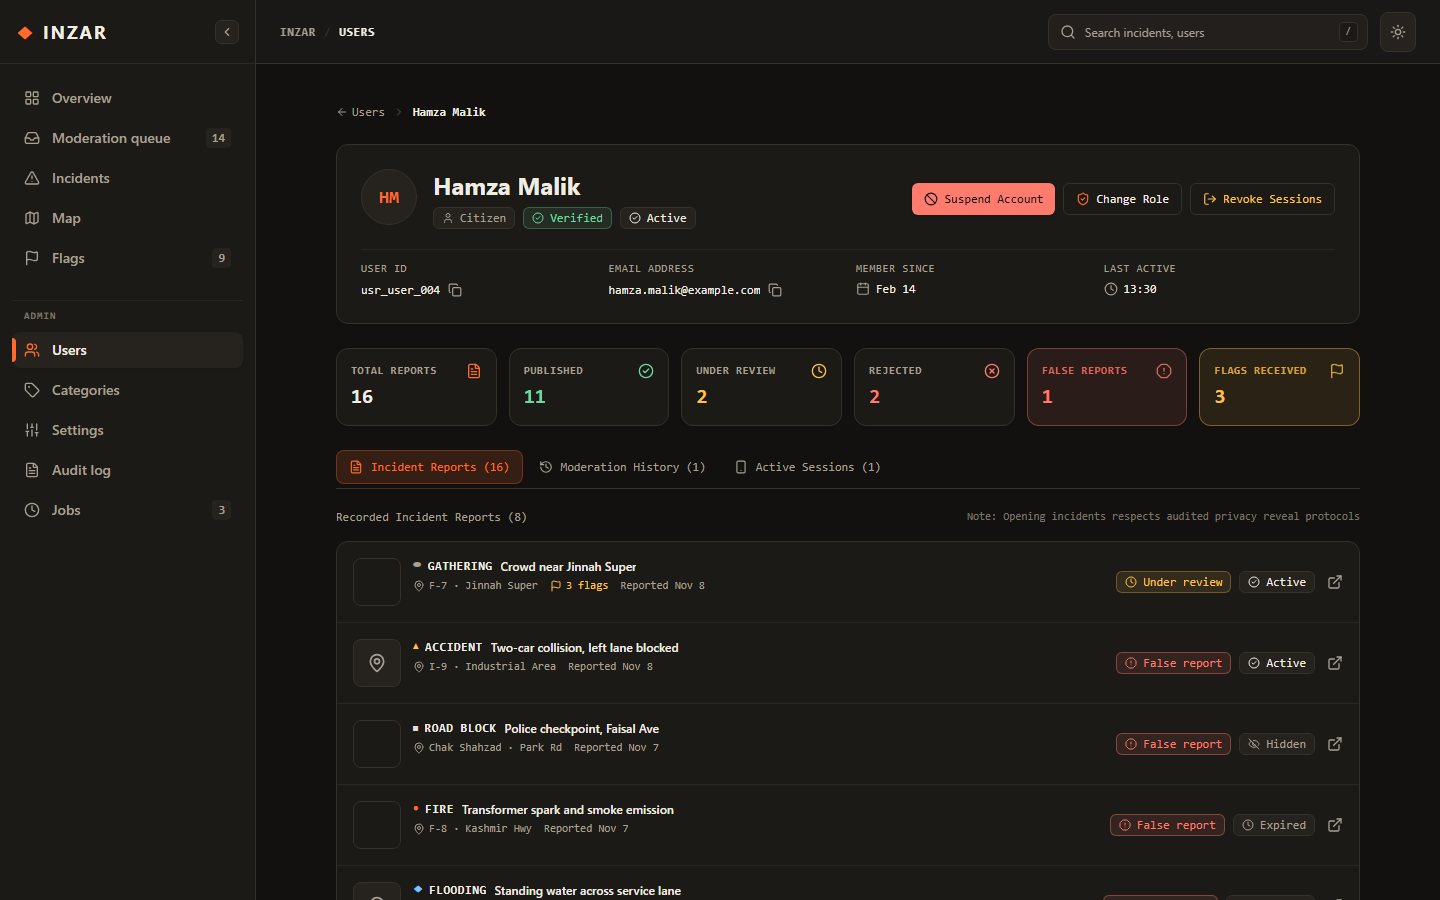 INZAR
INZAR / USERS
Search incidents, users /
Overview
Moderation queue 14
Incidents
Map
Flags 9
ADMIN
Users
Categories
Settings
Audit log
Jobs 3
← Users > Hamza Malik
HM
Hamza Malik
Citizen Verified Active
Suspend Account Change Role Revoke Sessions
USER ID EMAIL ADDRESS MEMBER SINCE LAST ACTIVE
usr_user_004 hamza.malik@example.com Feb 14 13:30
TOTAL REPORTS PUBLISHED UNDER REVIEW REJECTED FALSE REPORTS FLAGS RECEIVED
16 11 2 2 1 3
Incident Reports (16) Moderation History (1) Active Sessions (1)
Recorded Incident Reports (8) Note: Opening incidents respects audited privacy reveal protocols
GATHERING Crowd near Jinnah Super
F-7 · Jinnah Super 3 flags Reported Nov 8
Under review Active
ACCIDENT Two-car collision, left lane blocked
I-9 · Industrial Area Reported Nov 8
False report Active
ROAD BLOCK Police checkpoint, Faisal Ave
Chak Shahzad · Park Rd Reported Nov 7
False report Hidden
FIRE Transformer spark and smoke emission
F-8 · Kashmir Hwy Reported Nov 7
False report Expired
FLOODING Standing water across service lane